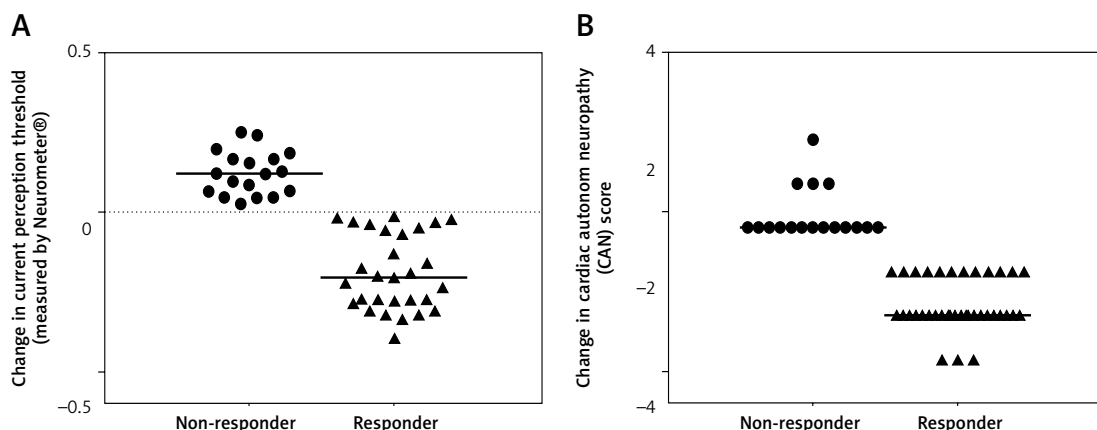 A
Change in current perception threshold
(measured by Neurometer®)
0.5
0
−0.5
Non-responder
Responder
B
Change in cardiac autonom neuropathy
(CAN) score
4
2
−2
−4
Non-responder
Responder